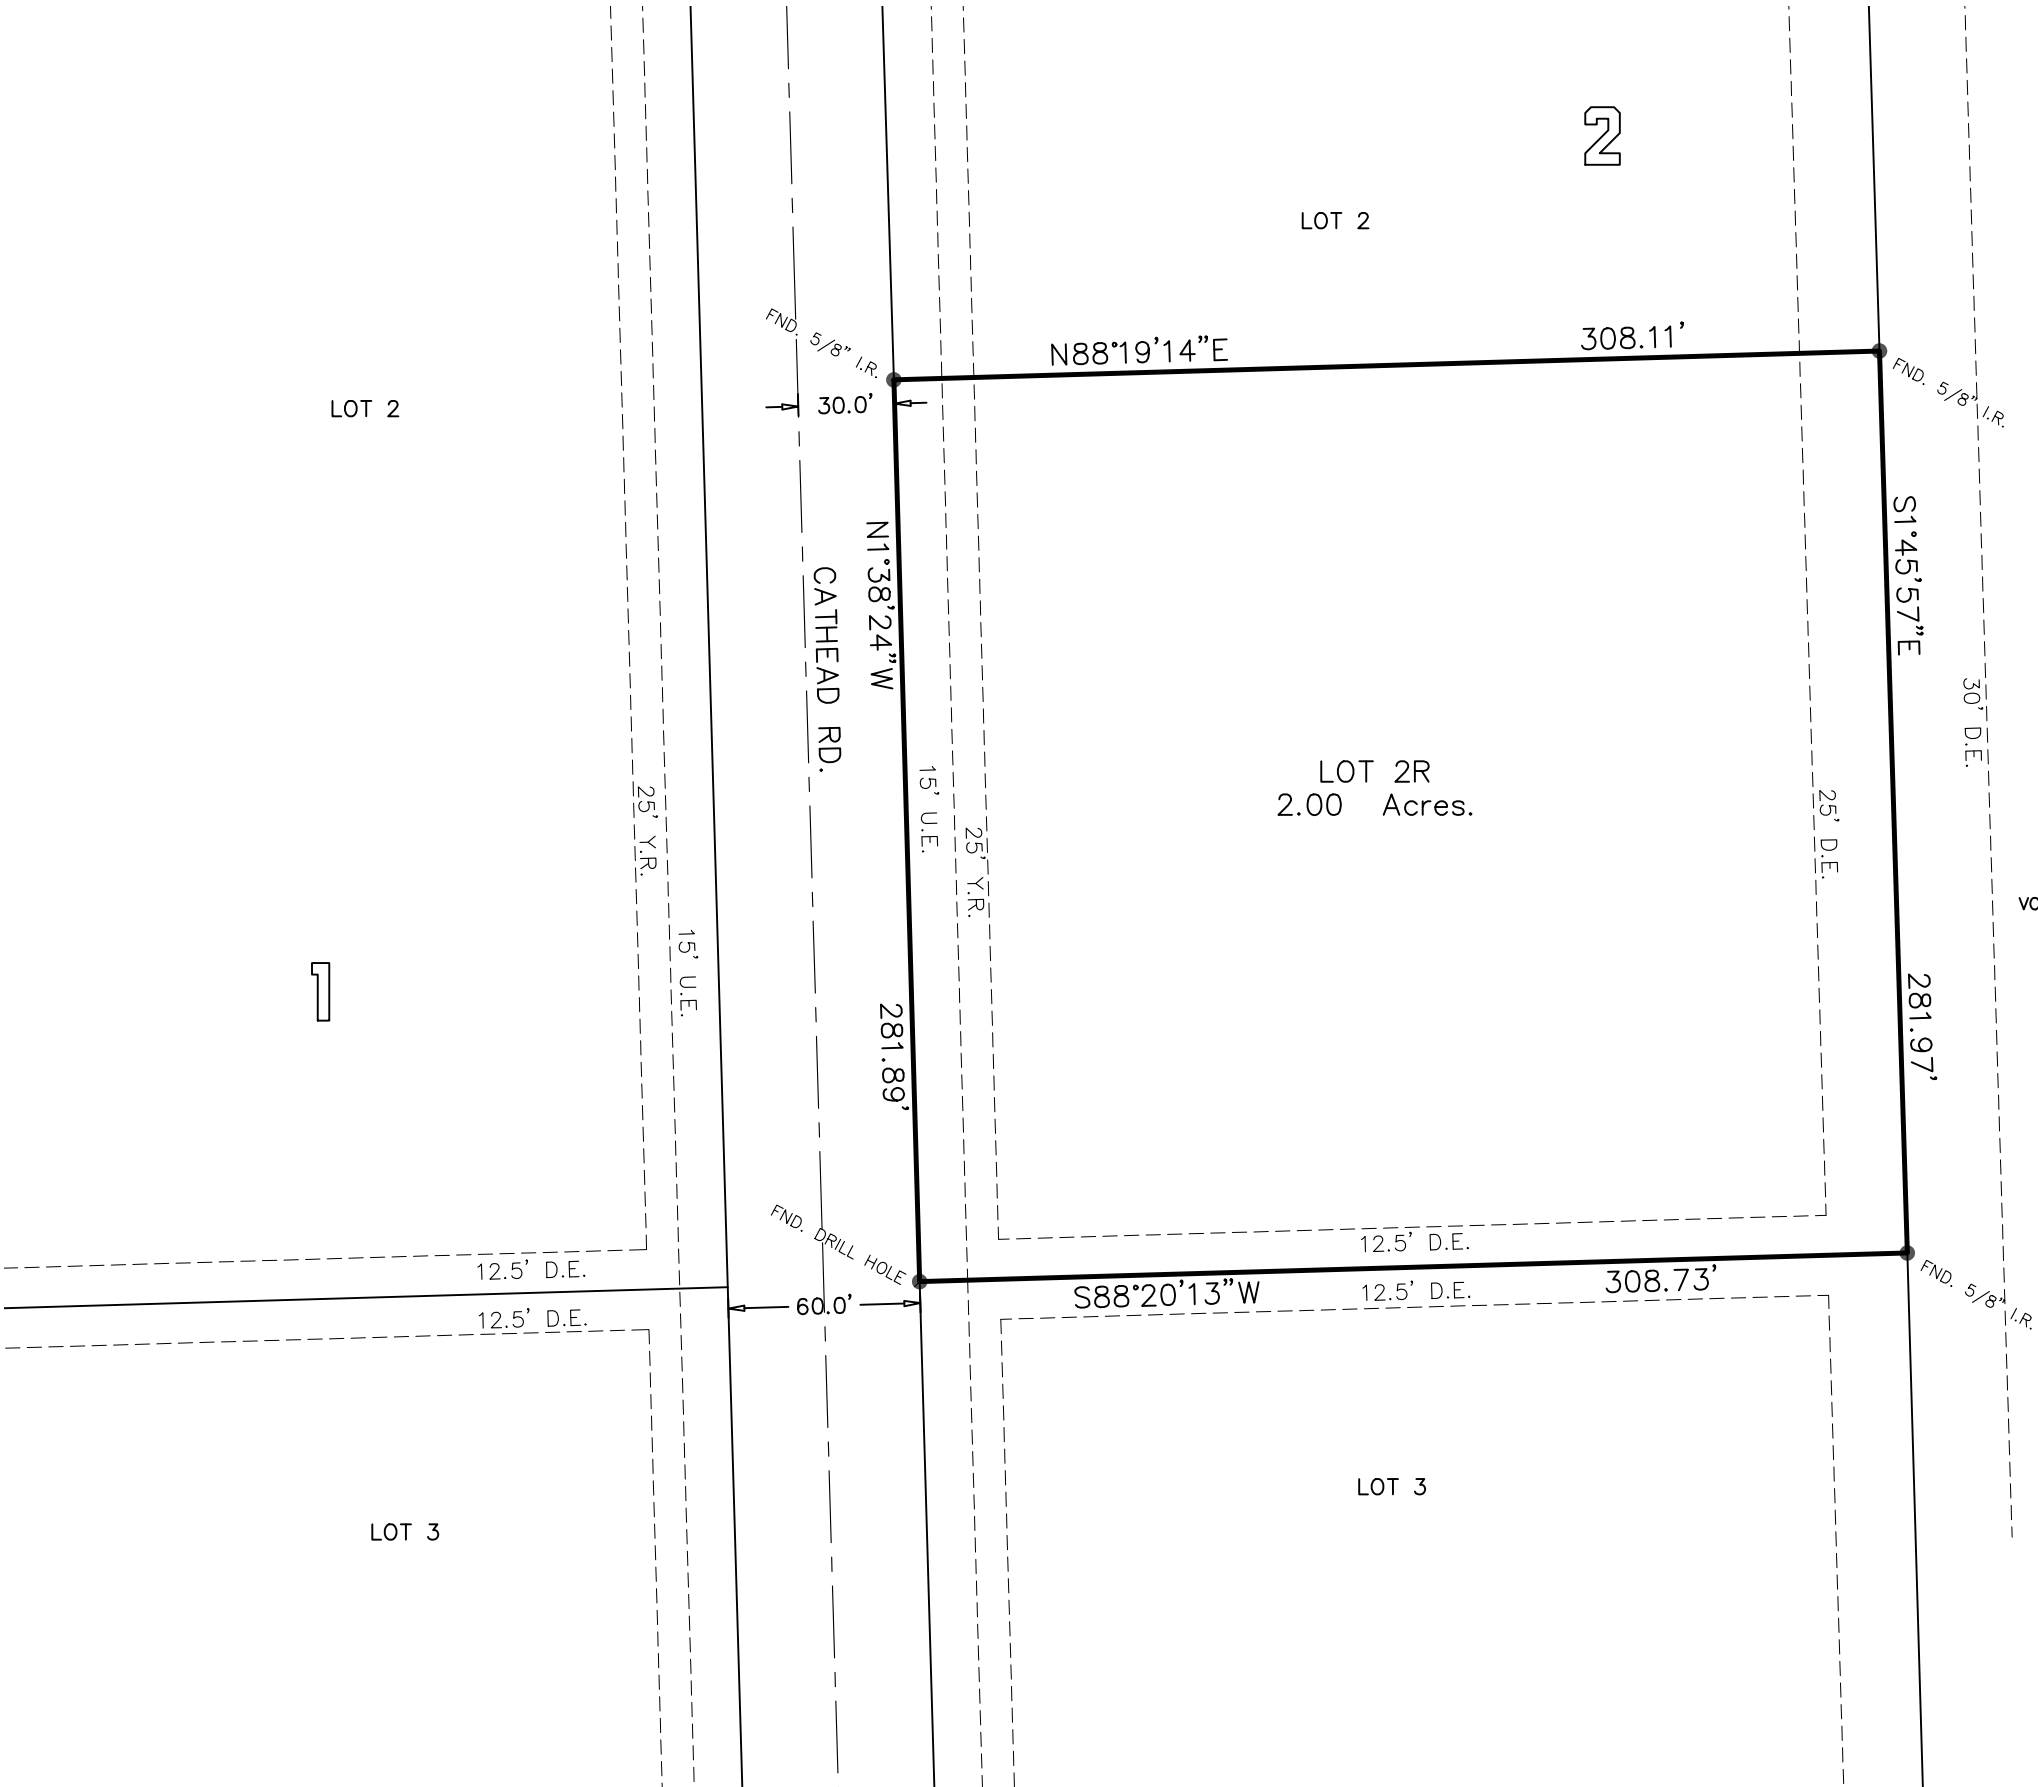 2
LOT 2
FND. 5/8" I.R.
N88°19'14"E
308.11'
FND. 5/8" I.R.
LOT 2
30.0'
N1°38'24"W
CATHEAD RD.
S1°45'57"E
30' D.E.
LOT 2R
2.00 Acres.
25' Y.R.
15' U.E.
25' Y.R.
25' D.E.
15' U.E.
1
281.89'
281.97'
FND. DRILL HOLE
12.5' D.E.
12.5' D.E.
FND. 5/8" I.R.
S88°20'13"W
12.5' D.E.
308.73'
60.0'
12.5' D.E.
LOT 3
LOT 3